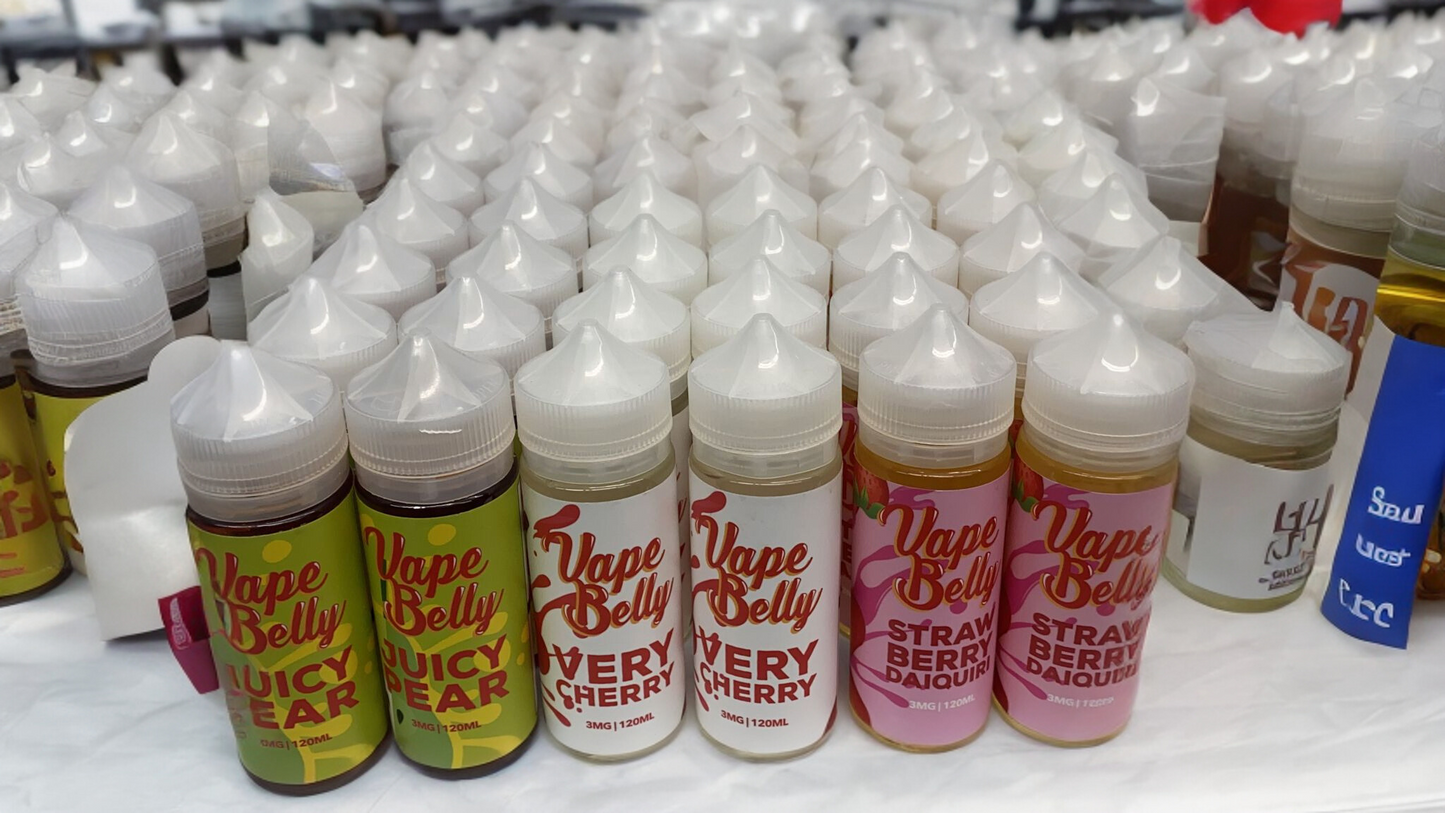 Vape
Belly
JUICY
PEAR
0MG | 120ML
Vape
Belly
JUICY
PEAR
3MG | 120ML
Vape
Belly
VERY
CHERRY
3MG | 120ML
Vape
Belly
VERY
CHERRY
3MG | 120ML
Vape
Belly
STRAW
BERRY
DAIQUIRI
3MG | 120ML
Vape
Belly
STRAW
BERRY
DAIQUIRI
3MG |